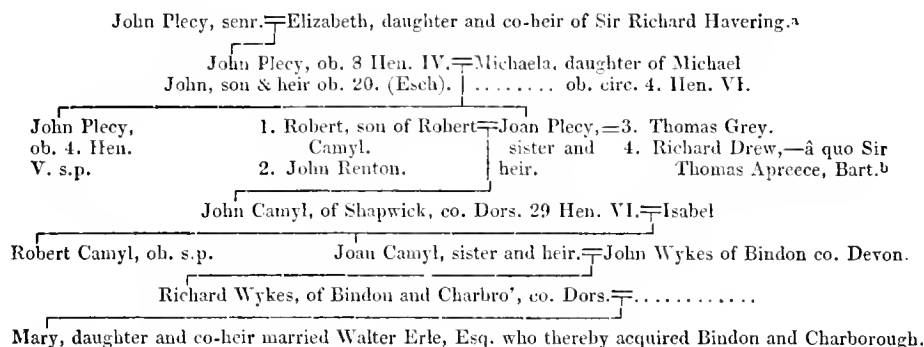 John Plecy, senr.=Elizabeth, daughter and co-heir of Sir Richard Havering.a
John Plecy, ob. 8 Hen. IV.=Michaela, daughter of Michael
John, son & heir ob. 20. (Esch). ........ ob. circ. 4. Hen. VI.
John Plecy, 1. Robert, son of Robert=Joan Plecy,=3. Thomas Grey.
ob. 4. Hen. Camyl. sister and 4. Richard Drew,—â quo Sir
V. s.p. 2. John Renton. heir. Thomas Apreece, Bart.b
John Camyl, of Shapwick, co. Dors. 29 Hen. VI.=Isabel
Robert Camyl, ob. s.p. Joan Camyl, sister and heir.=John Wykes of Bindon co. Devon.
Richard Wykes, of Bindon and Charbro', co. Dors.=............
Mary, daughter and co-heir married Walter Erle, Esq. who thereby acquired Bindon and Charborough.